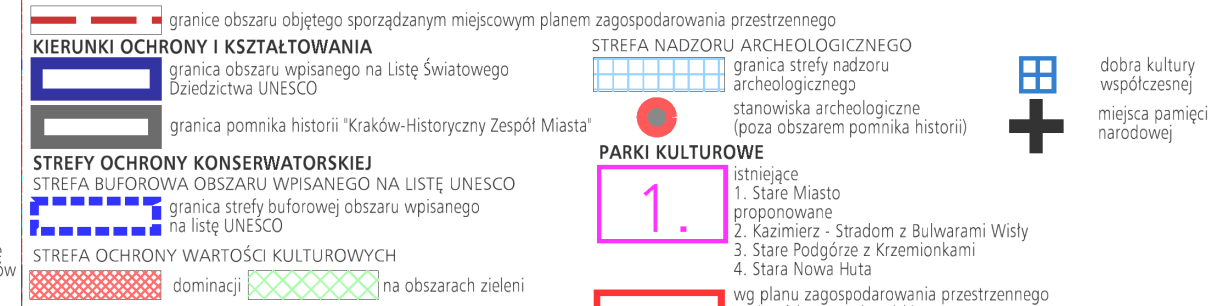 granice obszaru objętego sporządzanym miejscowym planem zagospodarowania przestrzennego
KIERUNKI OCHRONY I KSZTAŁTOWANIA
granica obszaru wpisanego na Listę Światowego
Dziedzictwa UNESCO
granica pomnika historii "Kraków-Historyczny Zespół Miasta"
STREFY OCHRONY KONSERWATORSKIEJ
STREFA BUFOROWA OBSZARU WPISANEGO NA LISTĘ UNESCO
granica strefy buforowej obszaru wpisanego
na listę UNESCO
STREFA OCHRONY WARTOŚCI KULTUROWYCH
dominacji
na obszarach zieleni
STREFA NADZORU ARCHEOLOGICZNEGO
granica strefy nadzoru
archeologicznego
stanowiska archeologiczne
(poza obszarem pomnika historii)
PARKI KULTUROWE
1.
istniejące
1. Stare Miasto
proponowane
2. Kazimierz - Stradom z Bulwarami Wisły
3. Stare Podgórze z Krzemionkami
4. Stara Nowa Huta
wg planu zagospodarowania przestrzennego
dobra kultury
współczesnej
miejsca pamięci
narodowej